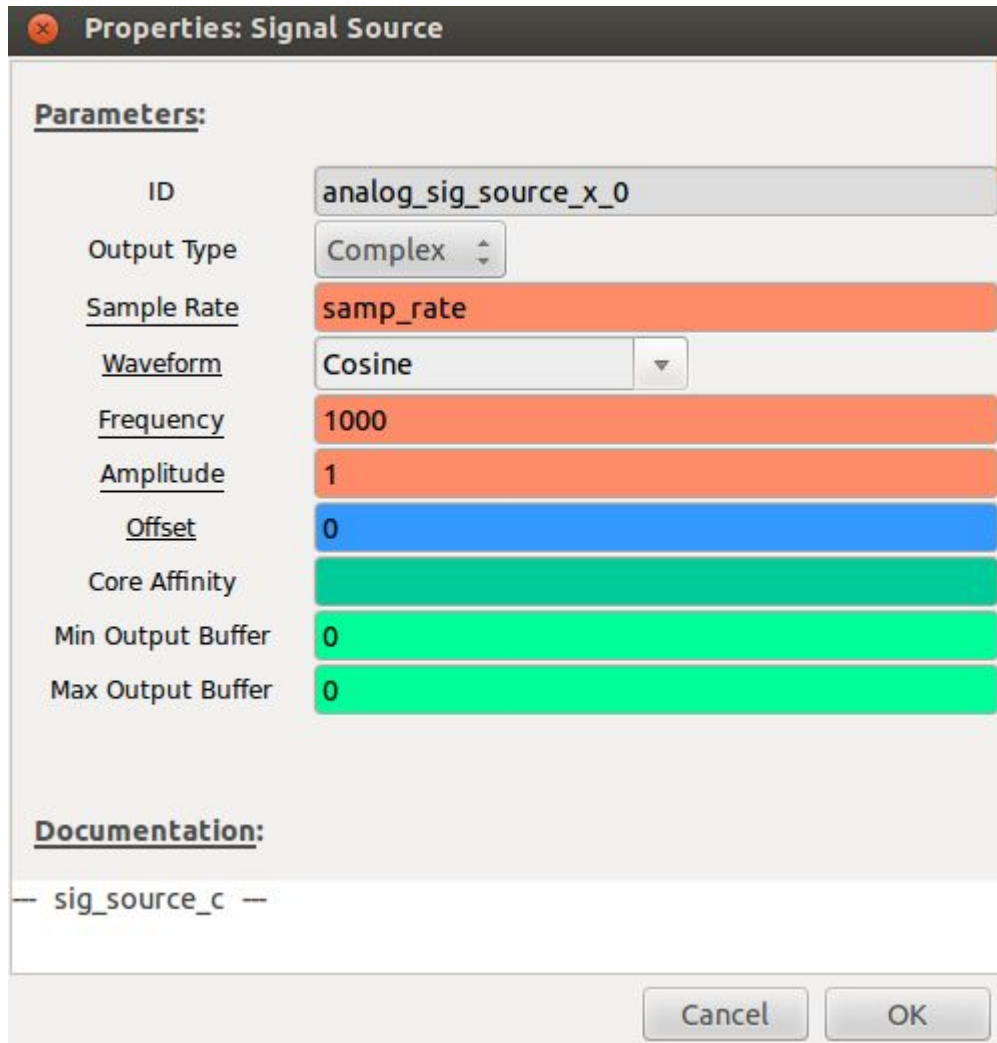 Properties: Signal Source
Parameters:
ID analog_sig_source_x_0
Output Type Complex
Sample Rate samp_rate
Waveform Cosine
Frequency 1000
Amplitude 1
Offset 0
Core Affinity
Min Output Buffer 0
Max Output Buffer 0
Documentation:
--- sig_source_c ---
Cancel OK